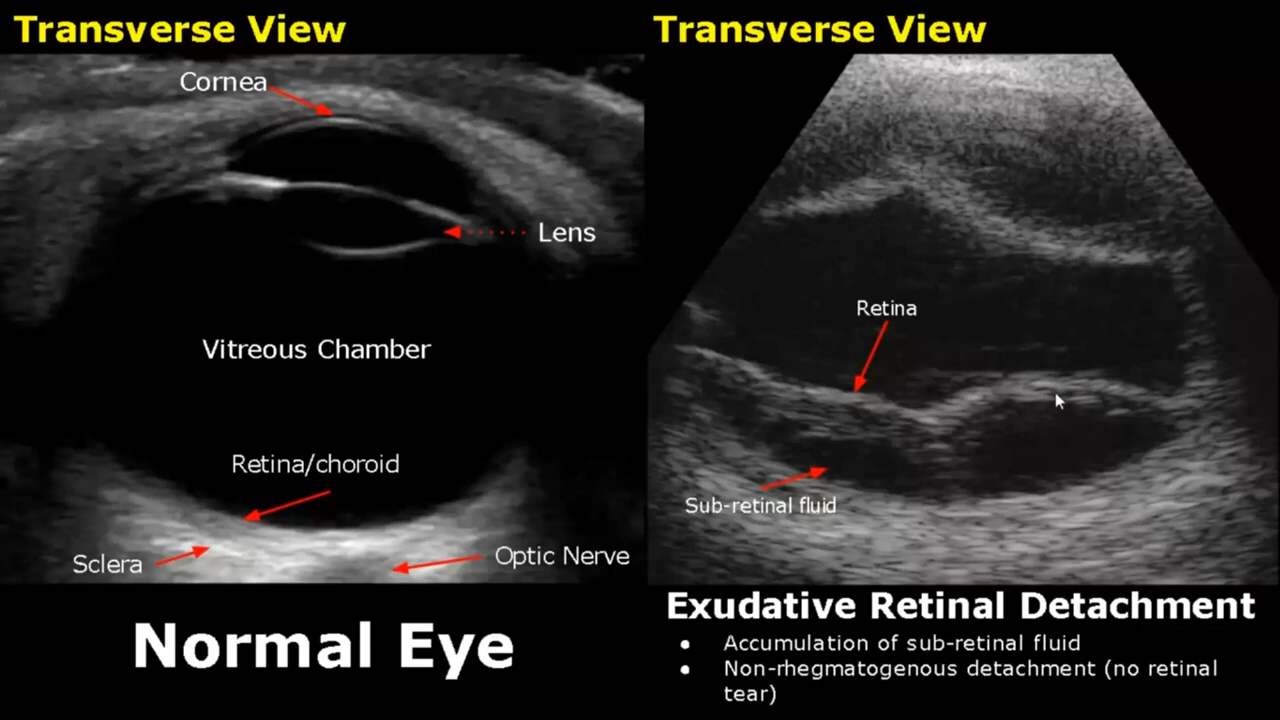 Transverse View
Cornea
Lens
Vitreous Chamber
Retina/choroid
Sclera
Optic Nerve
Normal Eye
Transverse View
Retina
Sub-retinal fluid
Exudative Retinal Detachment
• Accumulation of sub-retinal fluid
• Non-rhegmatogenous detachment (no retinal
tear)